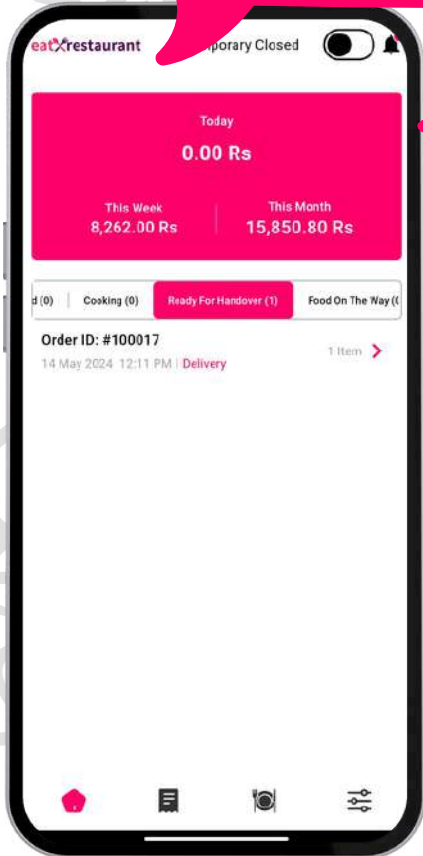 eatXrestaurant
porary Closed
Today
0.00 Rs
This Week
This Month
8,262.00 Rs
15,850.80 Rs
d (0) Cooking (0) Ready For Handover (1) Food On The Way (
Order ID: #100017
1 Item
14 May 2024 12:11 PM | Delivery